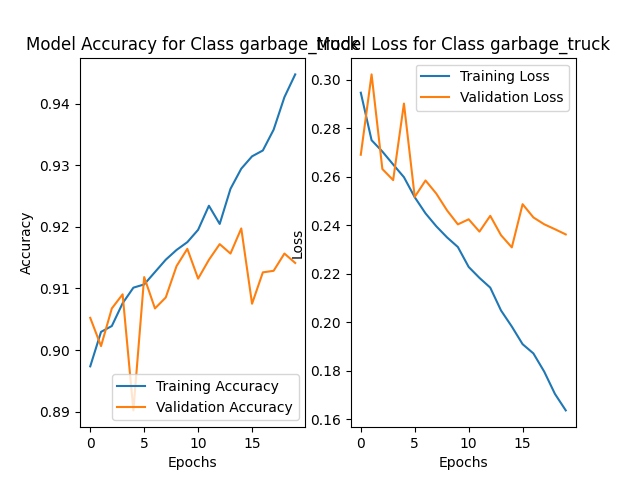 Model Accuracy for Class garbage_truck
Model Loss for Class garbage_truck
Accuracy
0.94
0.93
0.92
0.91
0.90
0.89
Training Accuracy
Validation Accuracy
0 5 10 15
Epochs
Loss
0.30
0.28
0.26
0.24
0.22
0.20
0.18
0.16
Training Loss
Validation Loss
0 5 10 15
Epochs